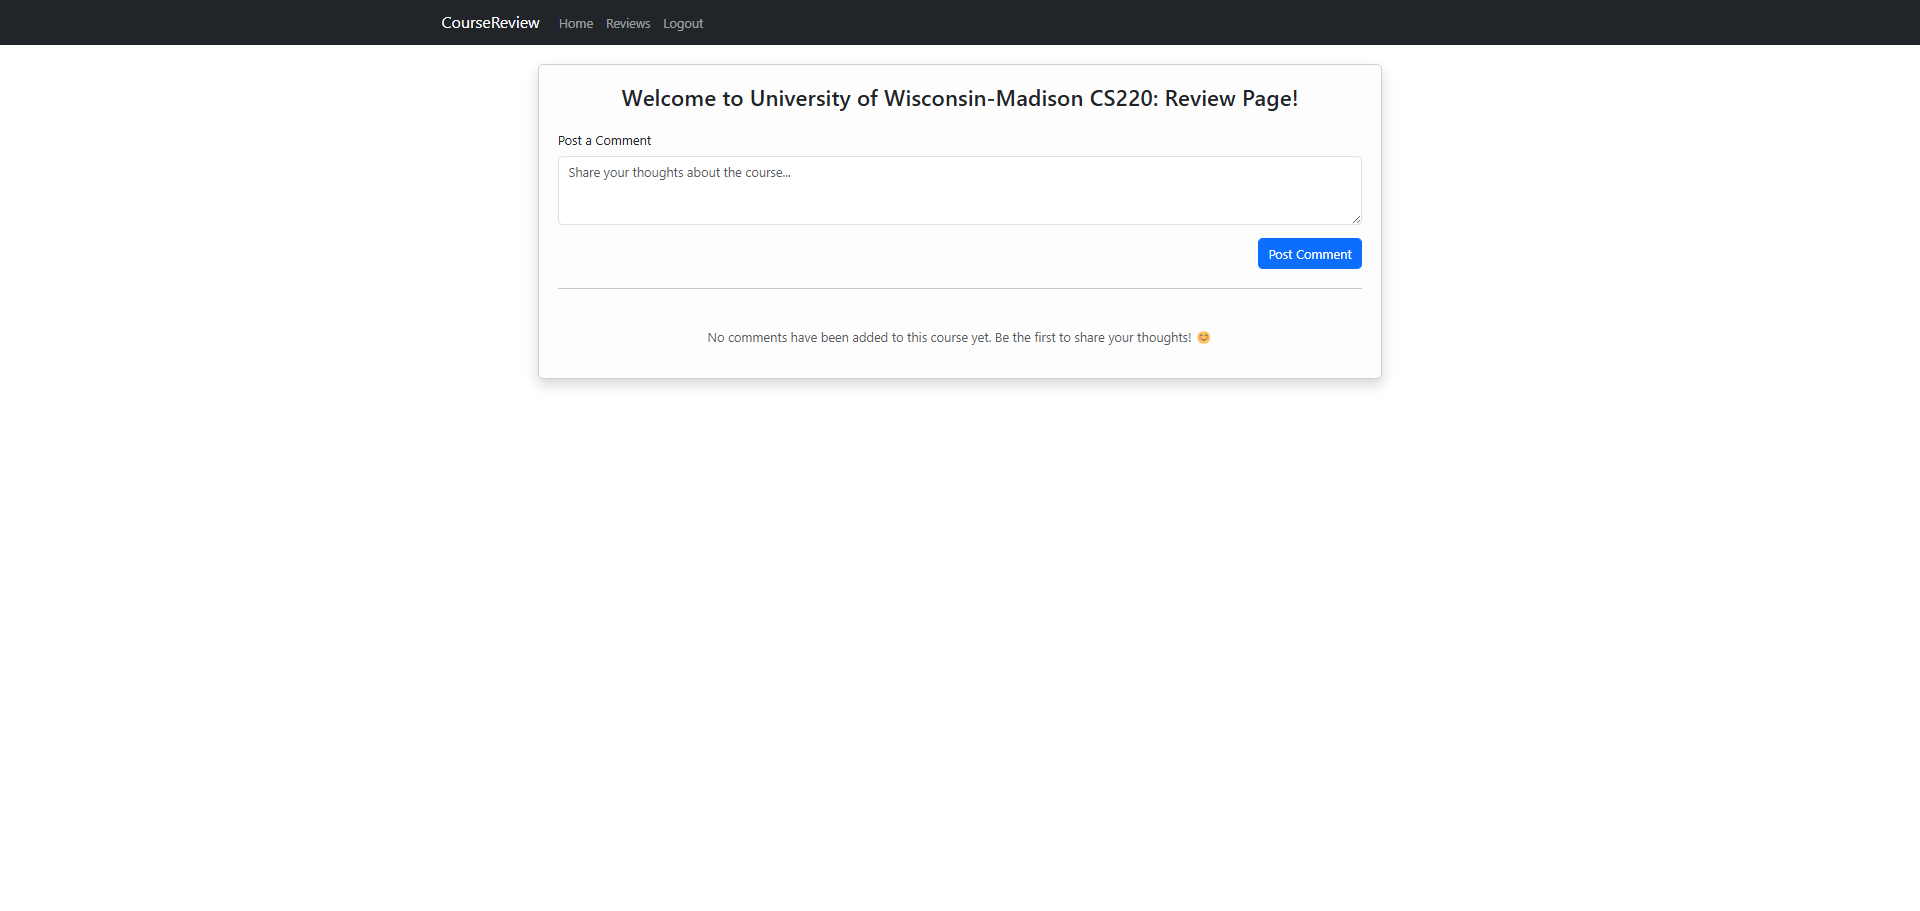 CourseReview Home Reviews Logout
Welcome to University of Wisconsin-Madison CS220: Review Page!
Post a Comment
Share your thoughts about the course...
Post Comment
No comments have been added to this course yet. Be the first to share your thoughts! 😊